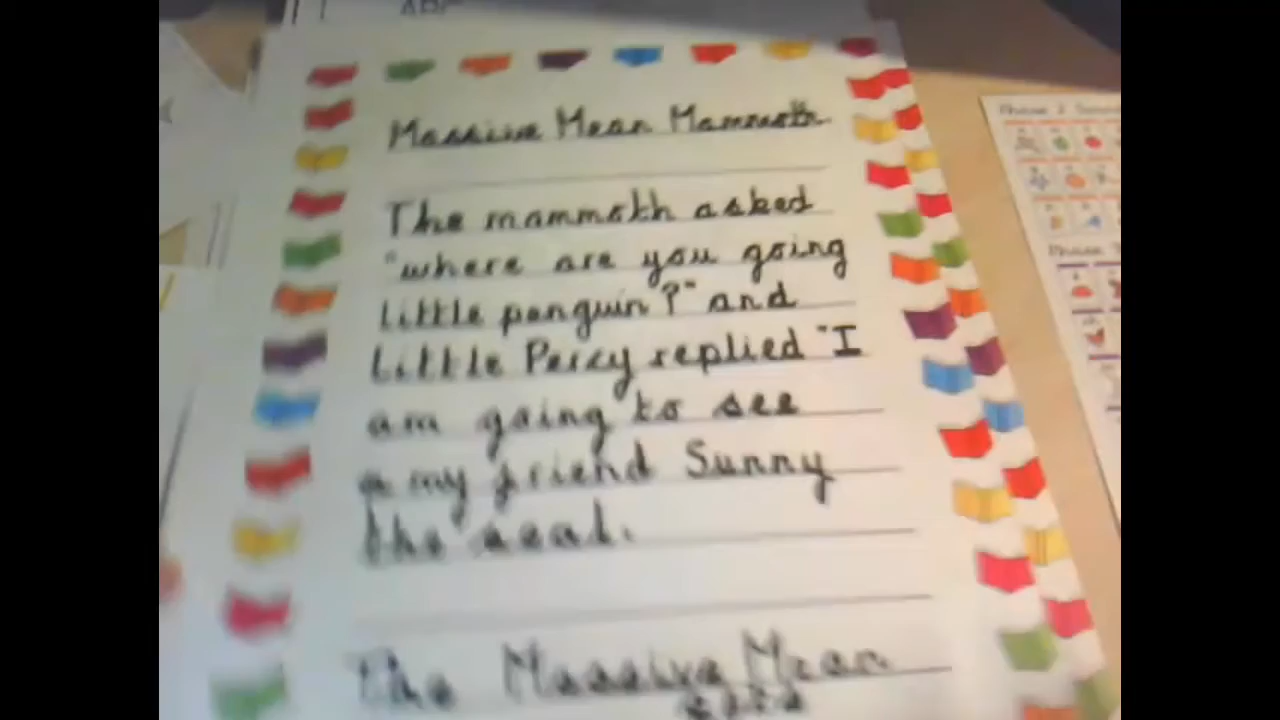 Massive Mean Mammoth
The mammoth asked
"where are you going
little penguin?" and
little Percy replied "I
am going to see
a my friend Sunny
the seal.
The Massive Mean